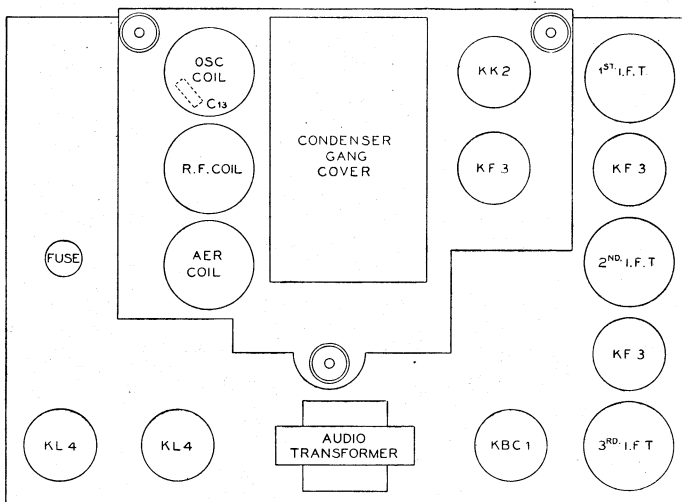 OSC
COIL
C13
R.F. COIL
AER
COIL
CONDENSER
GANG
COVER
KK2
KF3
1ST. I.F.T.
KF3
2ND. I.F.T
KF3
3RD. I.F.T
FUSE
KL4
KL4
AUDIO
TRANSFORMER
KBC1